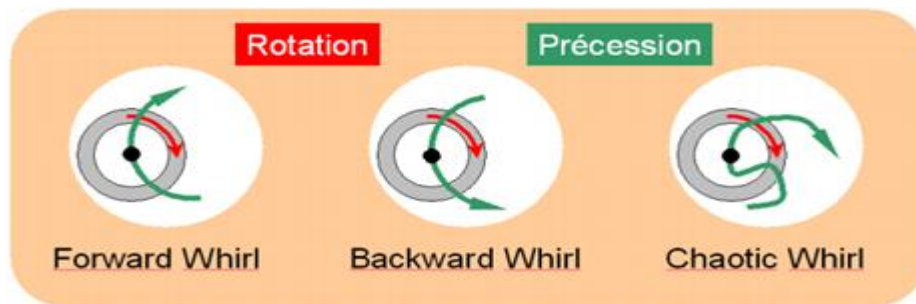 Rotation
Précession
Forward Whirl
Backward Whirl
Chaotic Whirl